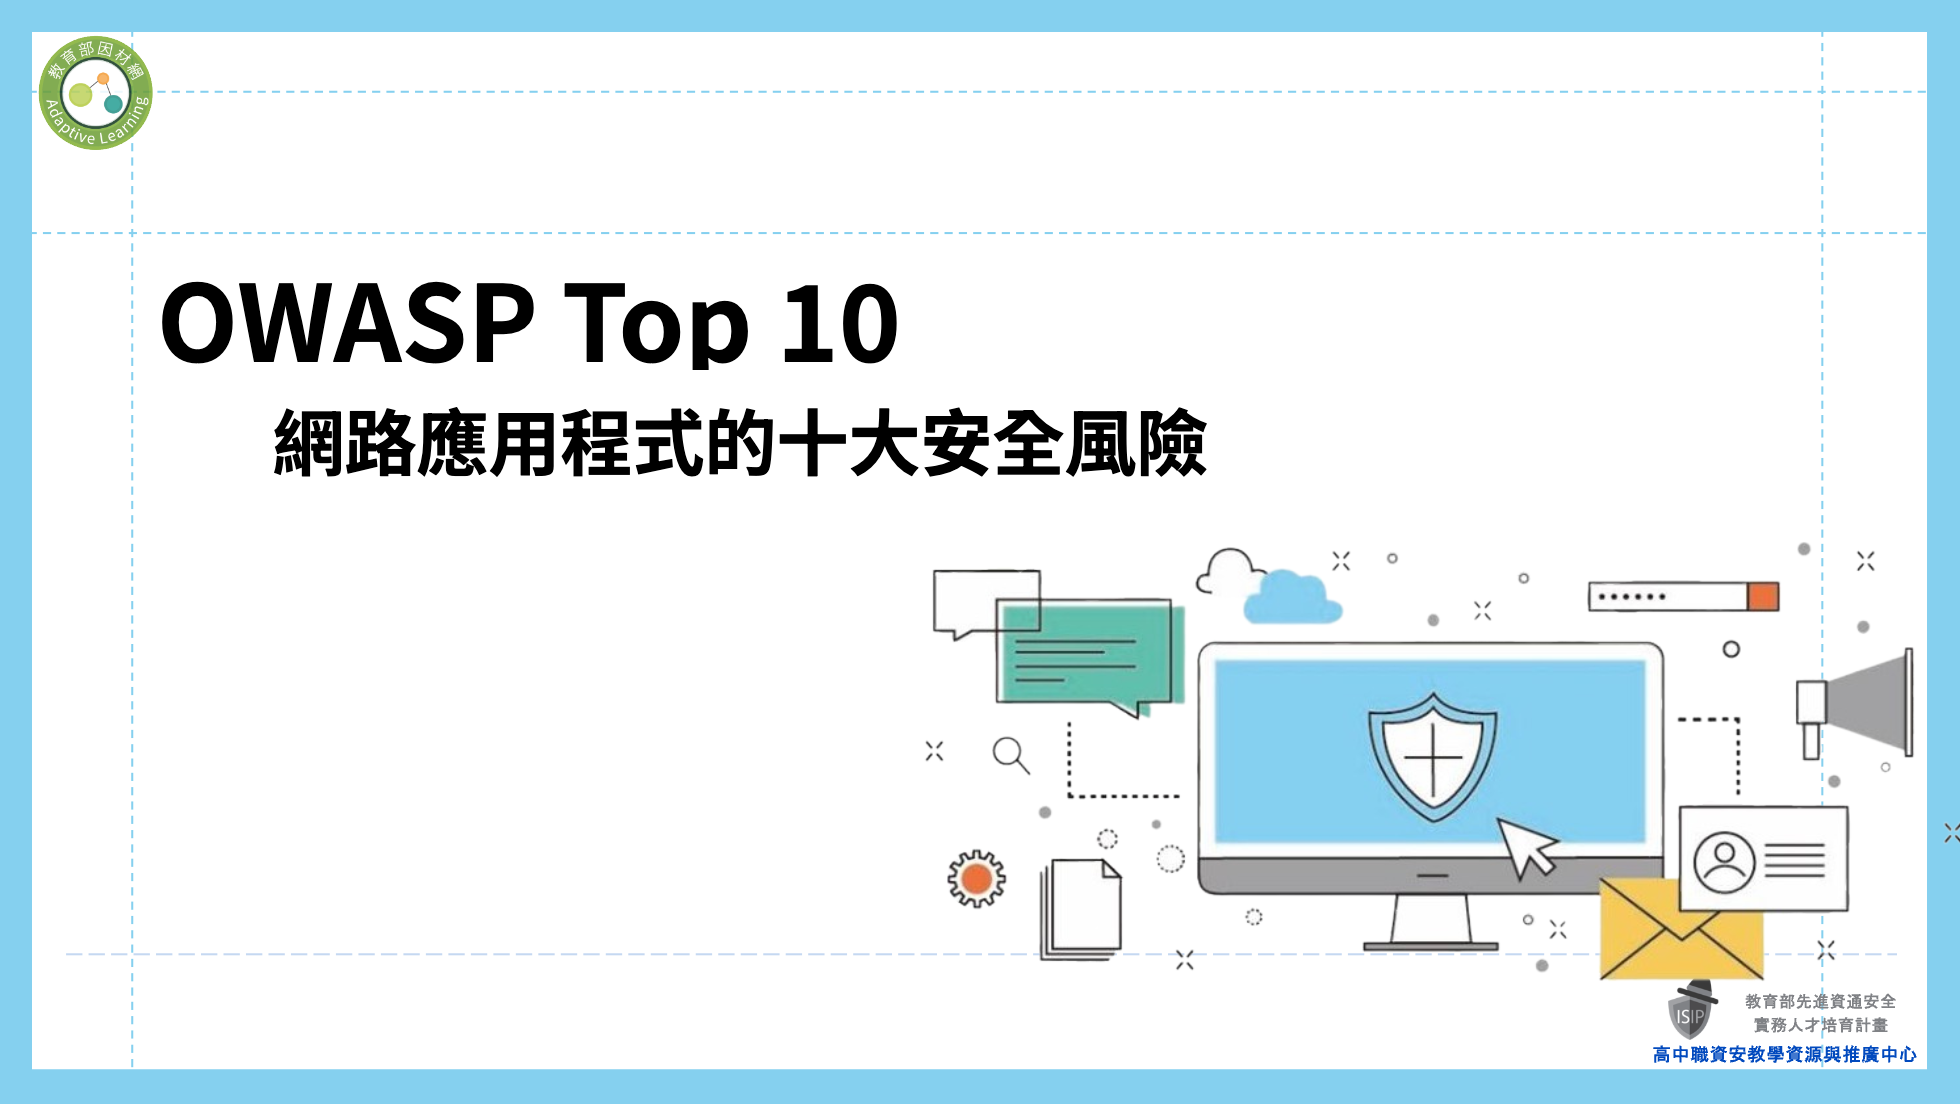 教育部因材網
Adaptive Learning
OWASP Top 10
網路應用程式的十大安全風險
ISIP
教育部先進資通安全
實務人才培育計畫
高中職資安教學資源與推廣中心